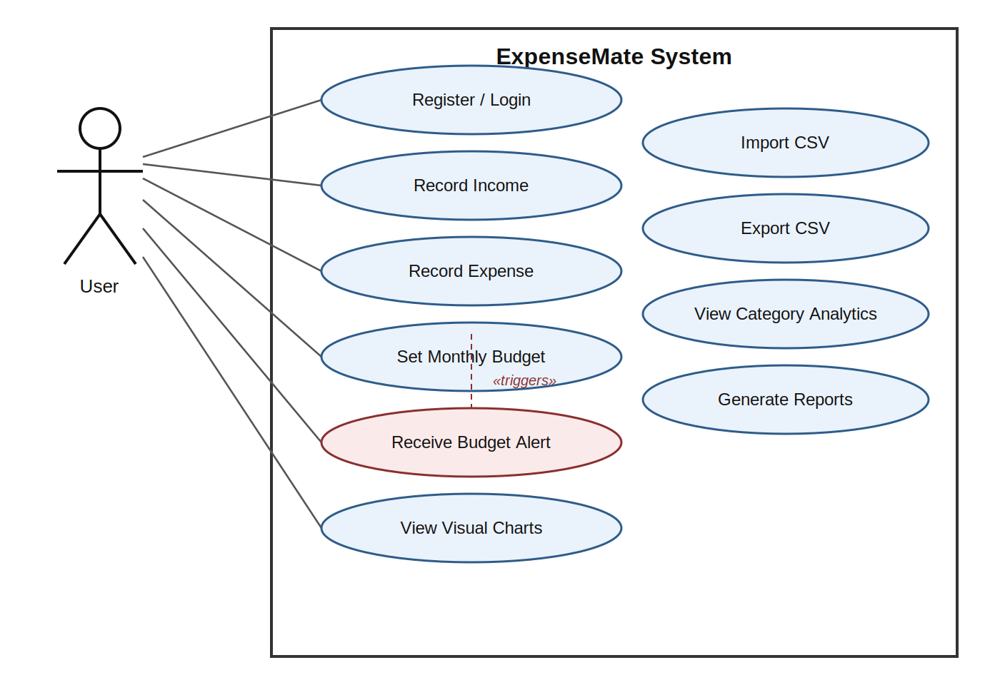 ExpenseMate System
Register / Login
Record Income
Record Expense
Set Monthly Budget
«triggers»
Receive Budget Alert
View Visual Charts
Import CSV
Export CSV
View Category Analytics
Generate Reports
User